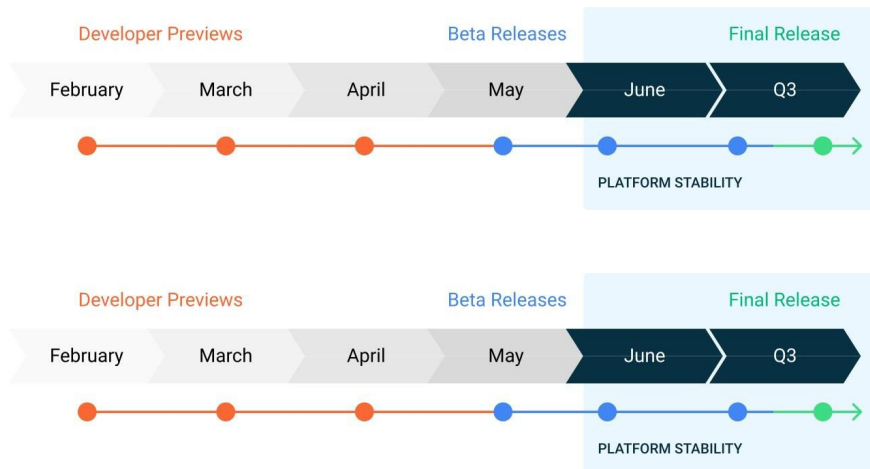 Developer Previews Beta Releases Final Release
February March April May June Q3
PLATFORM STABILITY
Developer Previews Beta Releases Final Release
February March April May June Q3
PLATFORM STABILITY